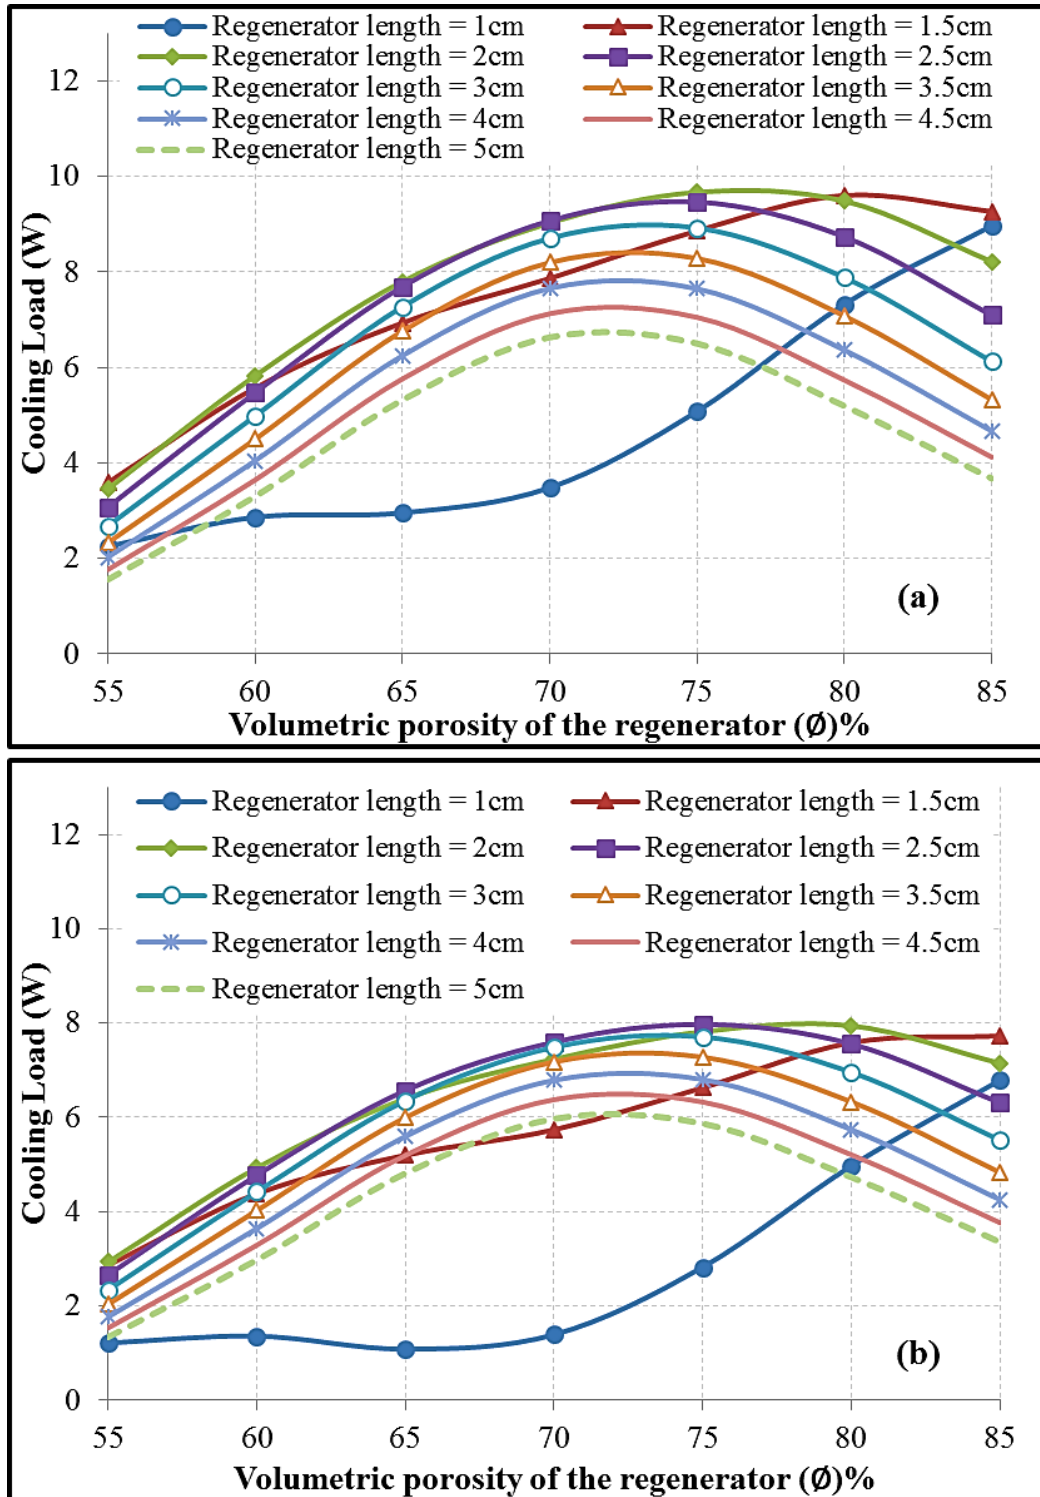 Regenerator length = 1cm Regenerator length = 1.5cm
Regenerator length = 2cm Regenerator length = 2.5cm
Regenerator length = 3cm Regenerator length = 3.5cm
Regenerator length = 4cm Regenerator length = 4.5cm
Regenerator length = 5cm
Cooling Load (W)
12
10
8
6
4
2
0
(a)
55 60 65 70 75 80 85
Volumetric porosity of the regenerator (Ø)%
Regenerator length = 1cm Regenerator length = 1.5cm
Regenerator length = 2cm Regenerator length = 2.5cm
Regenerator length = 3cm Regenerator length = 3.5cm
Regenerator length = 4cm Regenerator length = 4.5cm
Regenerator length = 5cm
Cooling Load (W)
12
10
8
6
4
2
0
(b)
55 60 65 70 75 80 85
Volumetric porosity of the regenerator (Ø)%